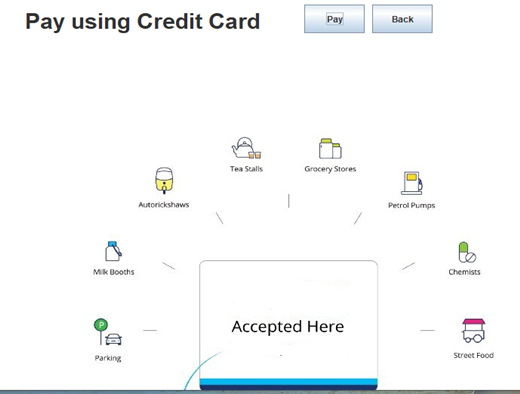 Pay using Credit Card
Pay
Back
Tea Stalls
Grocery Stores
Autorickshaws
Petrol Pumps
Milk Booths
Chemists
Accepted Here
P
Parking
Street Food